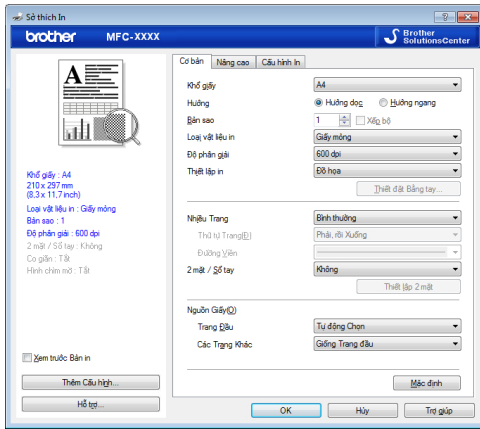 Sở thích In
brother MFC-XXXX Brother SolutionsCenter
Cơ bản Nâng cao Cấu hình In
Khổ giấy A4
Hướng Hướng dọc Hướng ngang
Bản sao 1 Xếp bộ
Loại vật liệu in Giấy mỏng
Độ phân giải 600 dpi
Thiết lập in Đồ họa
Thiết đặt Bằng tay...
Nhiều Trang Bình thường
Thứ tự Trang(E) Phải, rồi Xuống
Đường Viền
2 mặt / Sổ tay Không
Thiết lập 2 mặt
Nguồn Giấy(O)
Trang Đầu Tự động Chọn
Các Trang Khác Giống Trang đầu
Mặc định
Khổ giấy : A4
210 x 297 mm
(8.3 x 11,7 inch)
Loại vật liệu in : Giấy mỏng
Bản sao : 1
Độ phân giải : 600 dpi
2 mặt / Sổ tay : Không
Co giãn : Tắt
Hình chìm mờ : Tắt
Xem trước Bản in
Thêm Cấu hình...
Hỗ trợ...
OK Hủy Trợ giúp